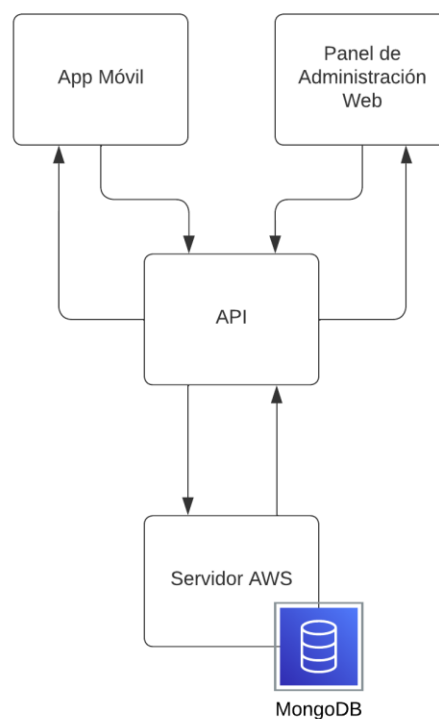 App Móvil
Panel de
Administración
Web
API
Servidor AWS
MongoDB